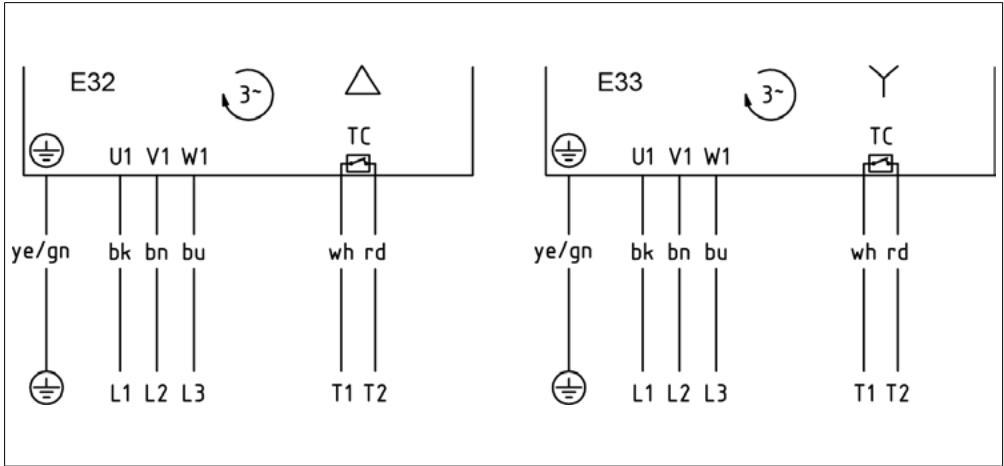 E32 3~ TC
U1 V1 W1
ye/gn bk bn bu wh rd
L1 L2 L3 T1 T2
E33 3~ TC
U1 V1 W1
ye/gn bk bn bu wh rd
L1 L2 L3 T1 T2